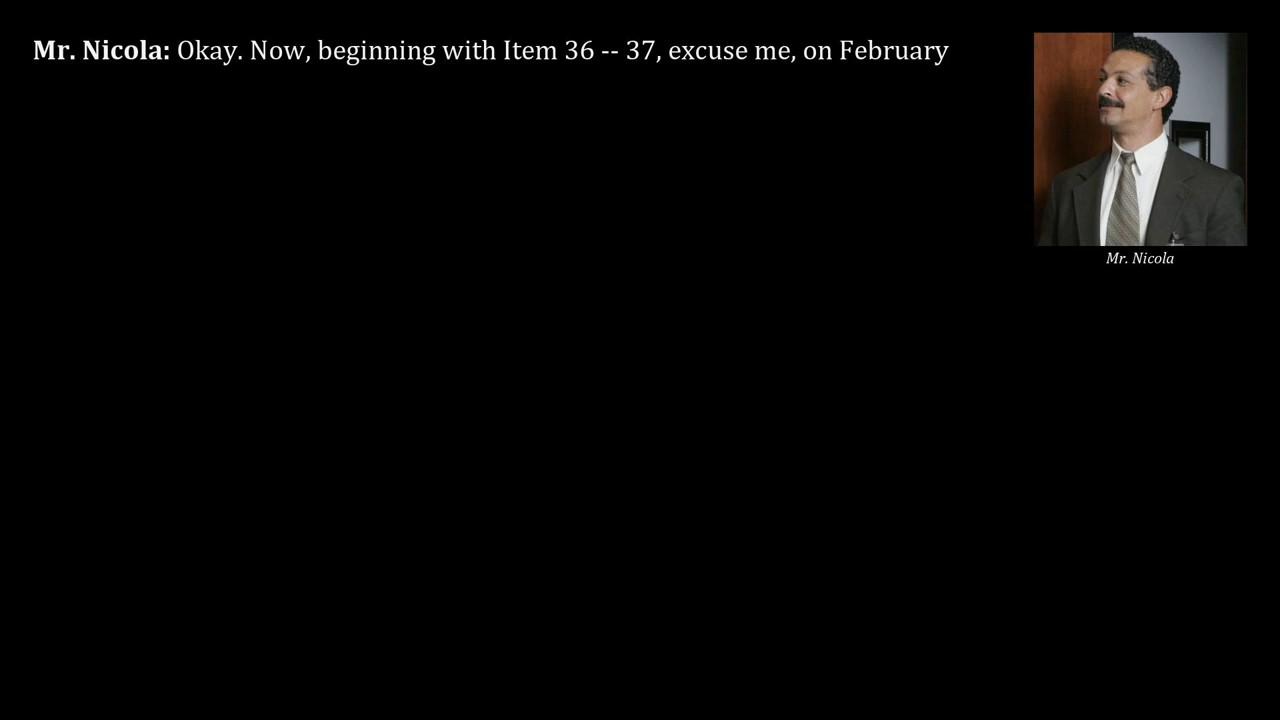 Mr. Nicola: Okay. Now, beginning with Item 36 -- 37, excuse me, on February
Mr. Nicola